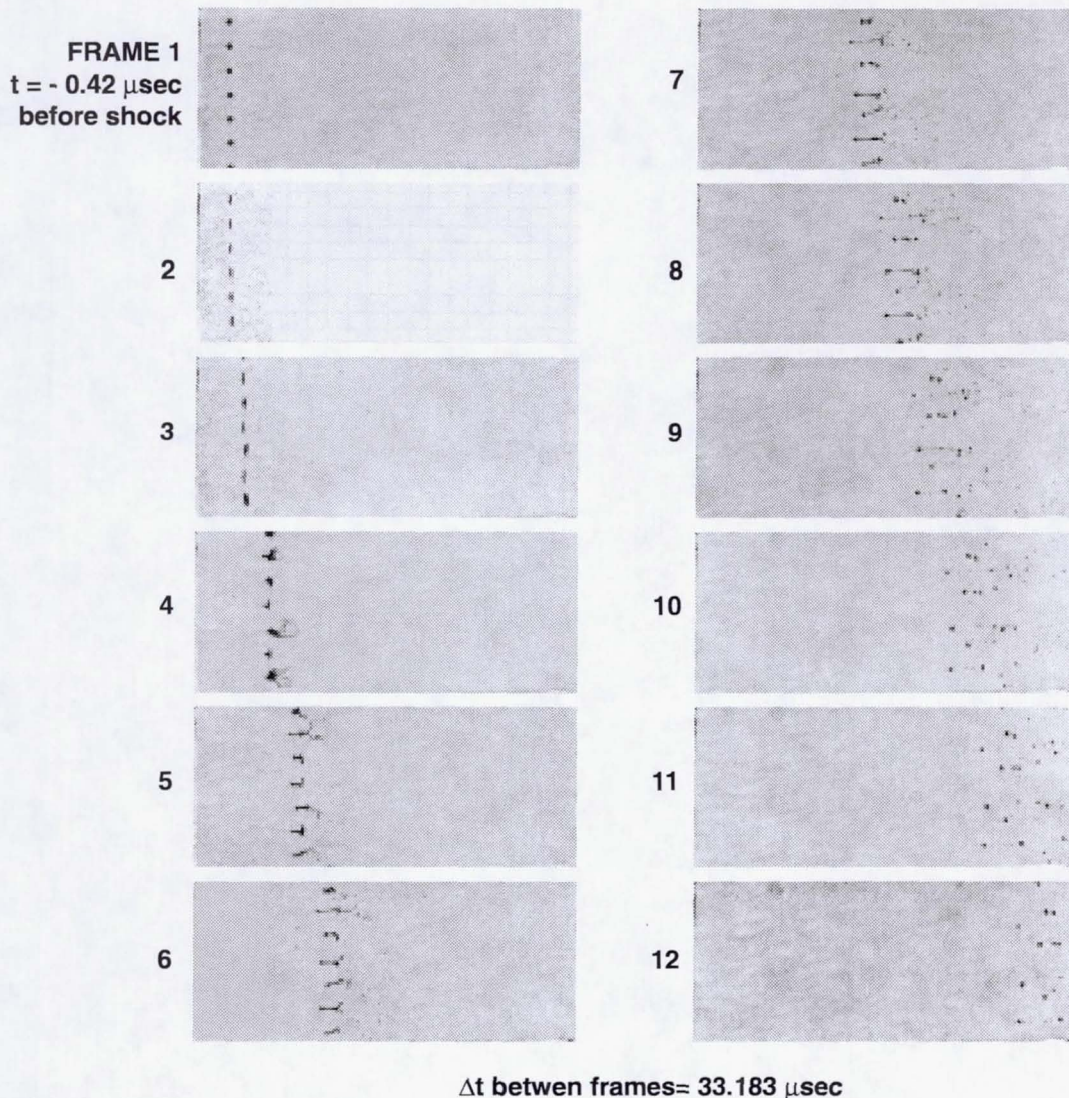 FRAME 1
t = - 0.42 μsec
before shock
2
3
4
5
6
7
8
9
10
11
12
Δt betwen frames= 33.183 μsec